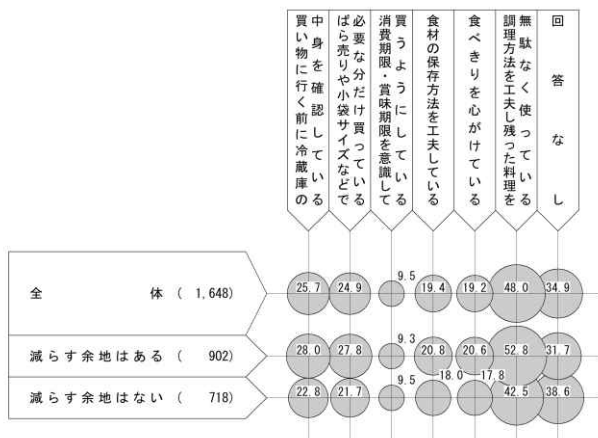 買い物に行く前に冷蔵庫の
中身を確認している
ばら売りや小袋サイズなどで
必要な分だけ買っている
消費期限・賞味期限を意識して
買うようにしている
食材の保存方法を工夫している
食べきりを心がけている
調理方法を工夫し残った料理を
無駄なく使っている
回答なし
全体 ( 1,648)
25.7 24.9 9.5 19.4 19.2 48.0 34.9
減らす余地はある ( 902)
28.0 27.8 9.3 20.8 20.6 52.8 31.7
減らす余地はない ( 718)
22.8 21.7 9.5 18.0 17.8 42.5 38.6